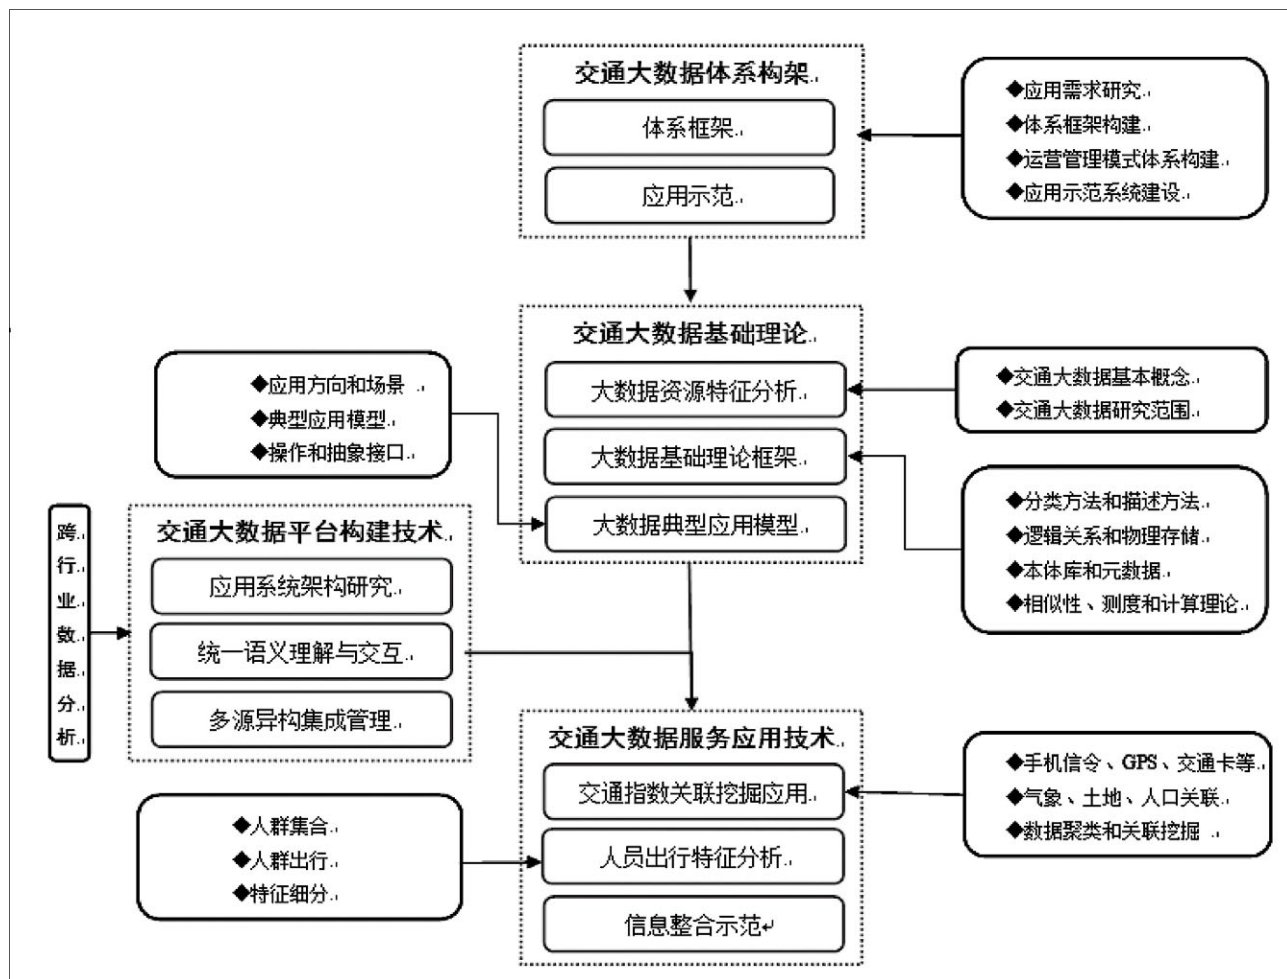 交通大数据体系构架
体系框架
应用示范
◆应用需求研究
◆体系框架构建
◆运营管理模式体系构建
◆应用示范系统建设
交通大数据基础理论
大数据资源特征分析
大数据基础理论框架
大数据典型应用模型
◆应用方向和场景
◆典型应用模型
◆操作和抽象接口
◆交通大数据基本概念
◆交通大数据研究范围
◆分类方法和描述方法
◆逻辑关系和物理存储
◆本体库和元数据
◆相似性、测度和计算理论
跨
行
业
数
据
分
析
交通大数据平台构建技术
应用系统架构研究
统一语义理解与交互
多源异构集成管理
交通大数据服务应用技术
交通指数关联挖掘应用
人员出行特征分析
信息整合示范
◆手机信令、GPS、交通卡等
◆气象、土地、人口关联
◆数据聚类和关联挖掘
◆人群集合
◆人群出行
◆特征细分